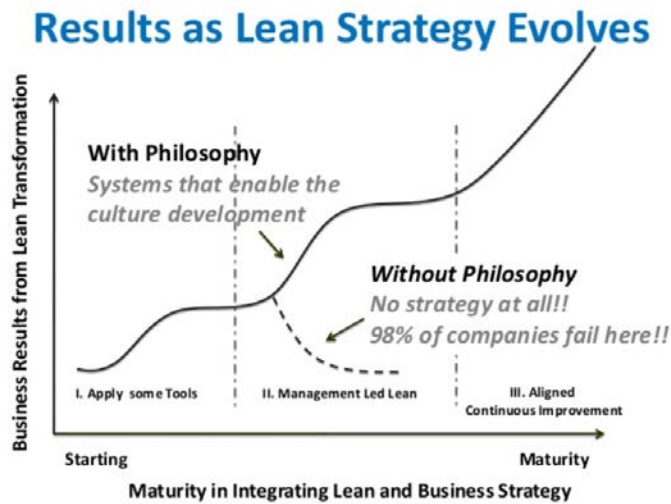 Results as Lean Strategy Evolves
Business Results from Lean Transformation
With Philosophy
Systems that enable the
culture development
Without Philosophy
No strategy at all!!
98% of companies fail here!!
I. Apply some Tools
II. Management Led Lean
III. Aligned
Continuous Improvement
Starting
Maturity
Maturity in Integrating Lean and Business Strategy